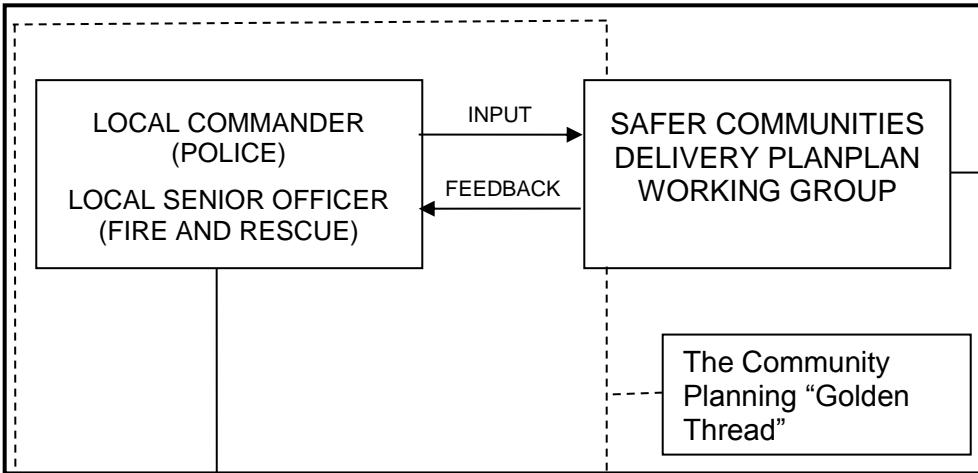 LOCAL COMMANDER
(POLICE)
LOCAL SENIOR OFFICER
(FIRE AND RESCUE)
INPUT
FEEDBACK
SAFER COMMUNITIES
DELIVERY PLANPLAN
WORKING GROUP
The Community
Planning “Golden
Thread”